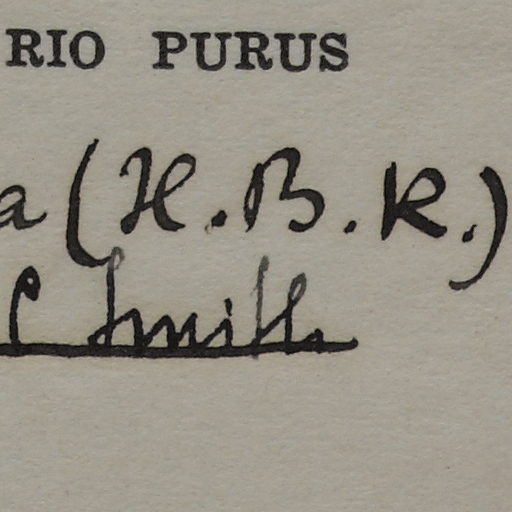 RIO PURUS
a (H.B.K.)
C Smith